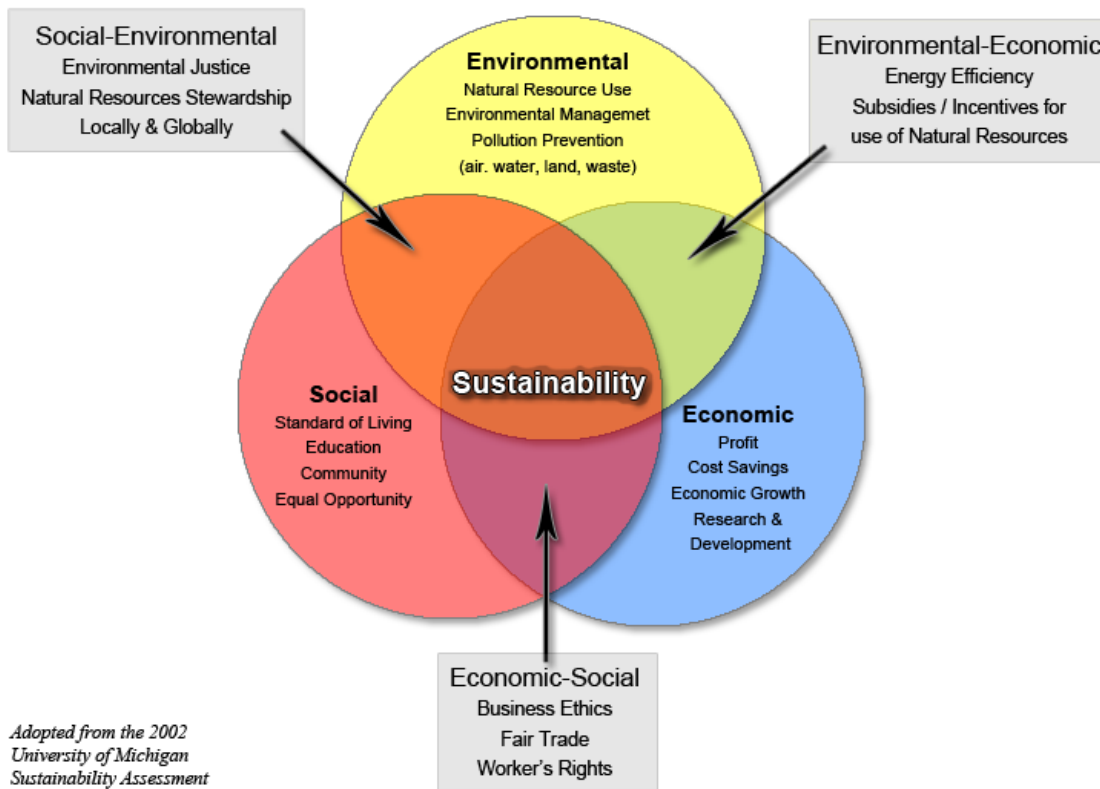 Social-Environmental
Environmental Justice
Natural Resources Stewardship
Locally & Globally
Environmental
Natural Resource Use
Environmental Managemet
Pollution Prevention
(air. water, land, waste)
Environmental-Economic
Energy Efficiency
Subsidies / Incentives for
use of Natural Resources
Sustainability
Social
Standard of Living
Education
Community
Equal Opportunity
Economic
Profit
Cost Savings
Economic Growth
Research &
Development
Economic-Social
Business Ethics
Fair Trade
Worker's Rights
Adopted from the 2002
University of Michigan
Sustainability Assessment